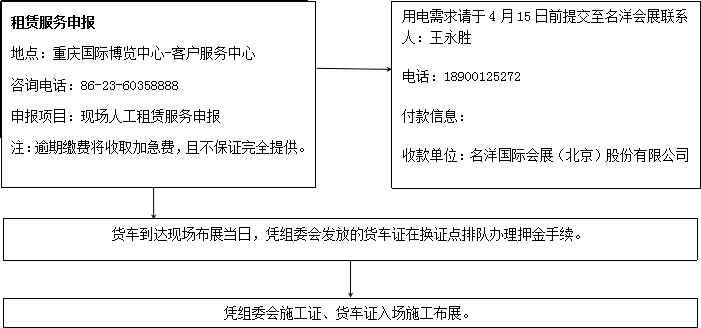 租赁服务申报
地点：重庆国际博览中心-客户服务中心
咨询电话：86-23-60358888
申报项目：现场人工租赁服务申报
注：逾期缴费将收取加急费，且不保证完全提供。
用电需求请于 4 月 15 日前提交至名洋会展联系
人：王永胜
电话：18900125272
付款信息：
收款单位：名洋国际会展（北京）股份有限公司
货车到达现场布展当日，凭组委会发放的货车证在换证点排队办理押金手续。
凭组委会施工证、货车证入场施工布展。